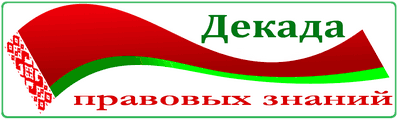 Декада
правовых знаний